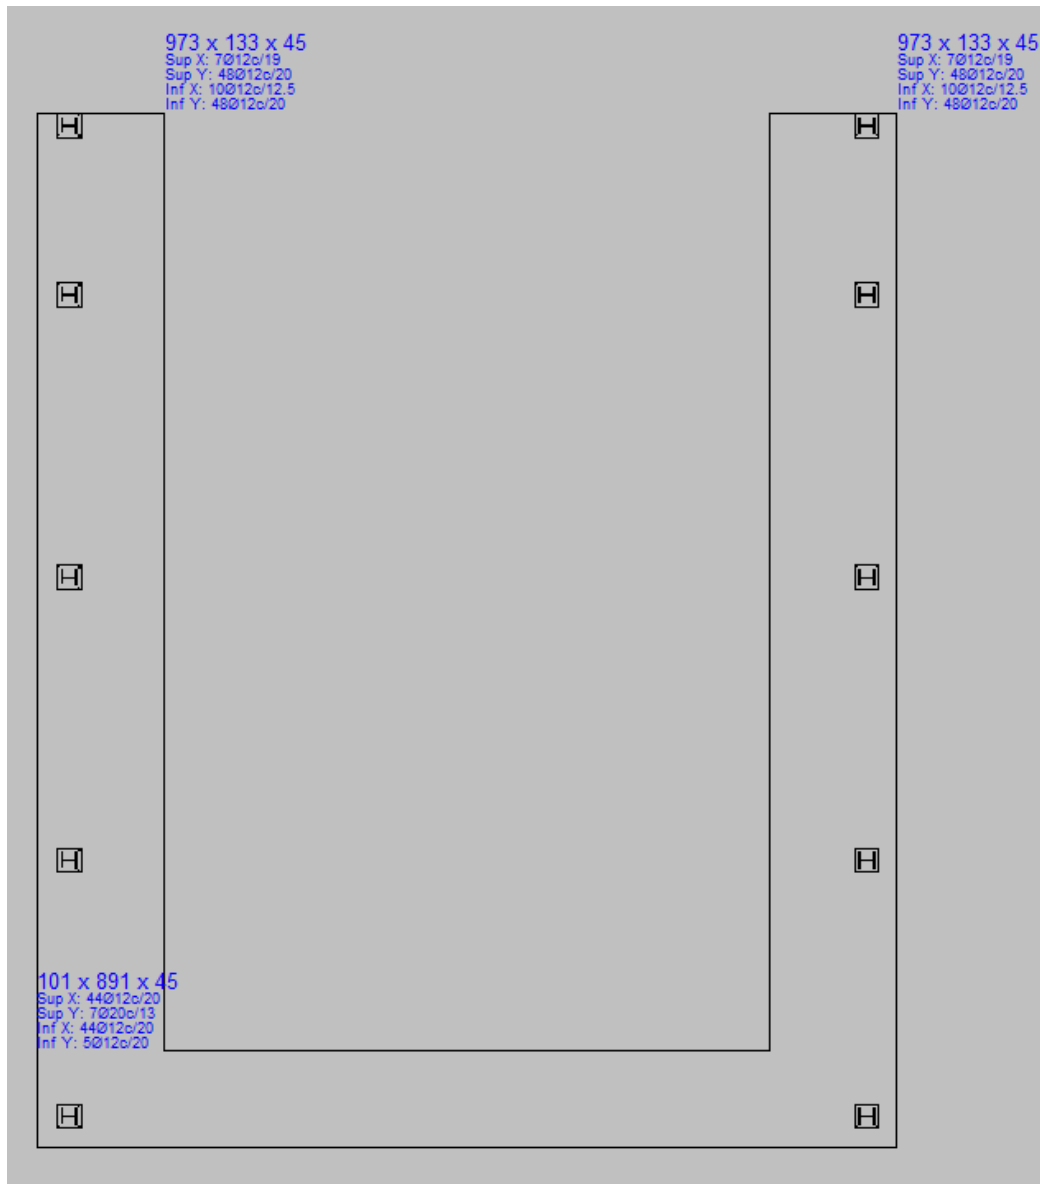 973 x 133 x 45
Sup X: 7Ø12c/19
Sup Y: 48Ø12c/20
Inf X: 10Ø12c/12.5
Inf Y: 48Ø12c/20
973 x 133 x 45
Sup X: 7Ø12c/19
Sup Y: 48Ø12c/20
Inf X: 10Ø12c/12.5
Inf Y: 48Ø12c/20
101 x 891 x 45
Sup X: 44Ø12c/20
Sup Y: 7Ø20c/13
Inf X: 44Ø12c/20
Inf Y: 5Ø12c/20